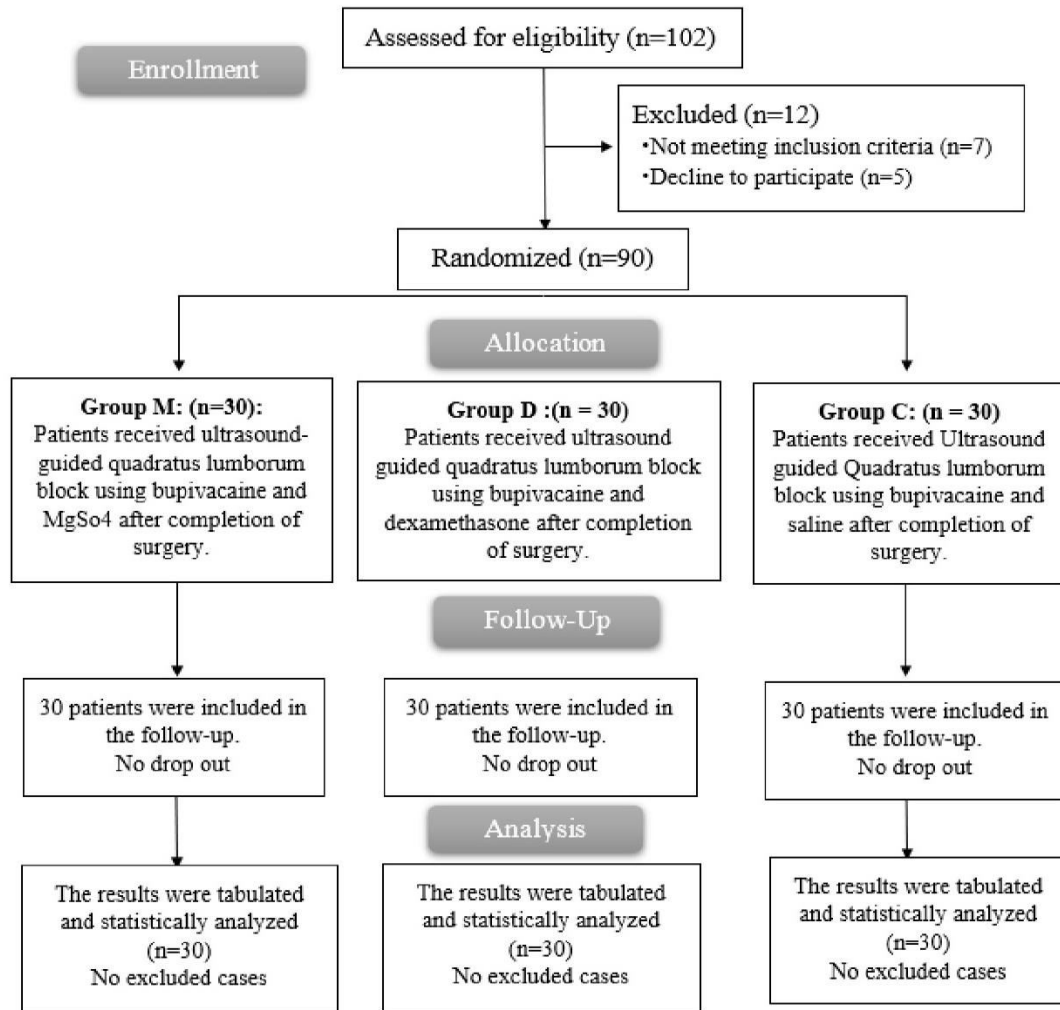 Assessed for eligibility (n=102)
Enrollment
Excluded (n=12)
•Not meeting inclusion criteria (n=7)
•Decline to participate (n=5)
Randomized (n=90)
Allocation
Group M: (n=30):
Patients received ultrasound-
guided quadratus lumborum
block using bupivacaine and
MgSo4 after completion of
surgery.
Group D :(n = 30)
Patients received ultrasound
guided quadratus lumborum block
using bupivacaine and
dexamethasone after completion
of surgery.
Group C: (n = 30)
Patients received Ultrasound
guided Quadratus lumborum
block using bupivacaine and
saline after completion of
surgery.
Follow-Up
30 patients were included in
the follow-up.
No drop out
30 patients were included in
the follow-up.
No drop out
30 patients were included in
the follow-up.
No drop out
Analysis
The results were tabulated
and statistically analyzed
(n=30)
No excluded cases
The results were tabulated
and statistically analyzed
(n=30)
No excluded cases
The results were tabulated
and statistically analyzed
(n=30)
No excluded cases